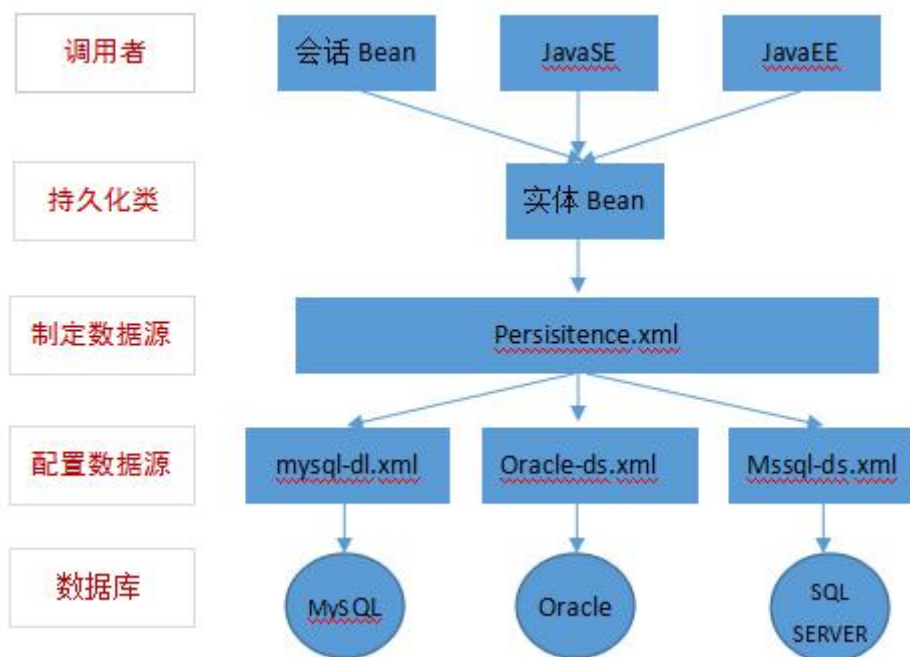 调用者
会话 Bean
JavaSE
JavaEE
持久化类
实体 Bean
制定数据源
Persisitence.xml
配置数据源
mysql-dl.xml
Oracle-ds.xml
Mssql-ds.xml
数据库
MySQL
Oracle
SQL
SERVER